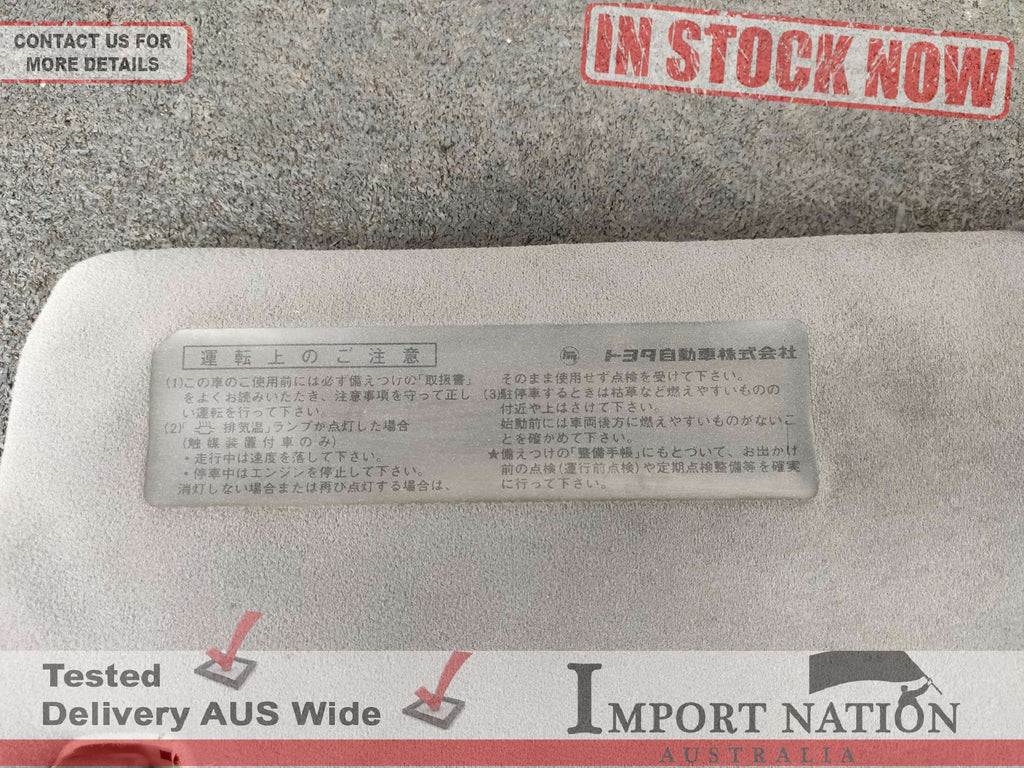 CONTACT US FOR
MORE DETAILS
IN STOCK NOW
運転上のご注意
(1)この車のご使用前には必ず備えつけの「取扱書」
をよくお読みいただき、注意事項を守って正し
い運転を行って下さい。
(2)「 排気温」ランプが点灯した場合
(触媒装置付車のみ)
・走行中は速度を落して下さい。
・停車中はエンジンを停止して下さい。
消灯しない場合または再び点灯する場合は、
トヨタ自動車株式会社
そのまま使用せず点検を受けて下さい。
(3)駐停車するときは枯草など燃えやすいものの
付近や上はさけて下さい。
始動前には車両後方に燃えやすいものがないこ
とを確かめて下さい。
★備えつけの「整備手帳」にもとづいて、お出かけ
前の点検(運行前点検)や定期点検整備等を確実
に行って下さい。
Tested
Delivery AUS Wide
IMPORT NATION
AUSTRALIA